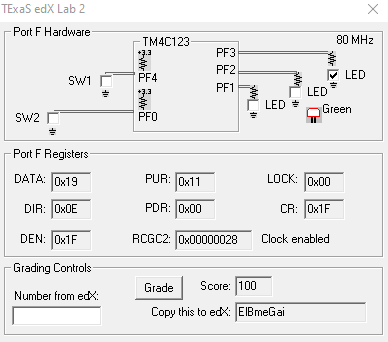 TExaS edX Lab 2
Port F Hardware
TM4C123
80 MHz
+3.3
PF3
SW1
PF4
PF2
LED
PF1
LED
LED
+3.3
Green
SW2
PF0
Port F Registers
DATA: 0x19 PUR: 0x11 LOCK: 0x00
DIR: 0x0E PDR: 0x00 CR: 0x1F
DEN: 0x1F RCGC2: 0x00000028 Clock enabled
Grading Controls
Number from edX:
Grade Score: 100
Copy this to edX: EIBmeGai